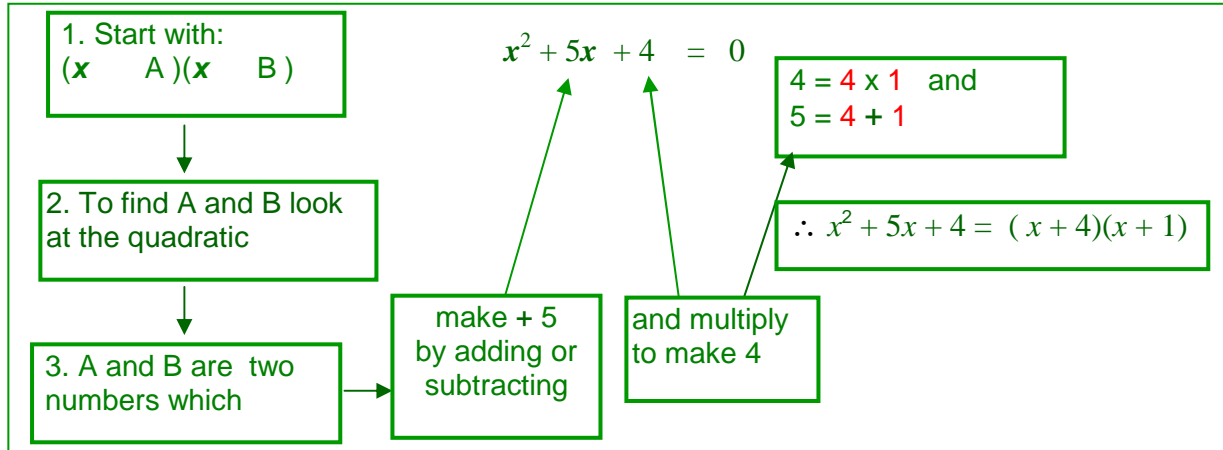 1. Start with:
(x A )(x B )
x² + 5x + 4 = 0
4 = 4 x 1 and
5 = 4 + 1
2. To find A and B look
at the quadratic
∴ x² + 5x + 4 = ( x + 4)(x + 1)
3. A and B are two
numbers which
make + 5
by adding or
subtracting
and multiply
to make 4